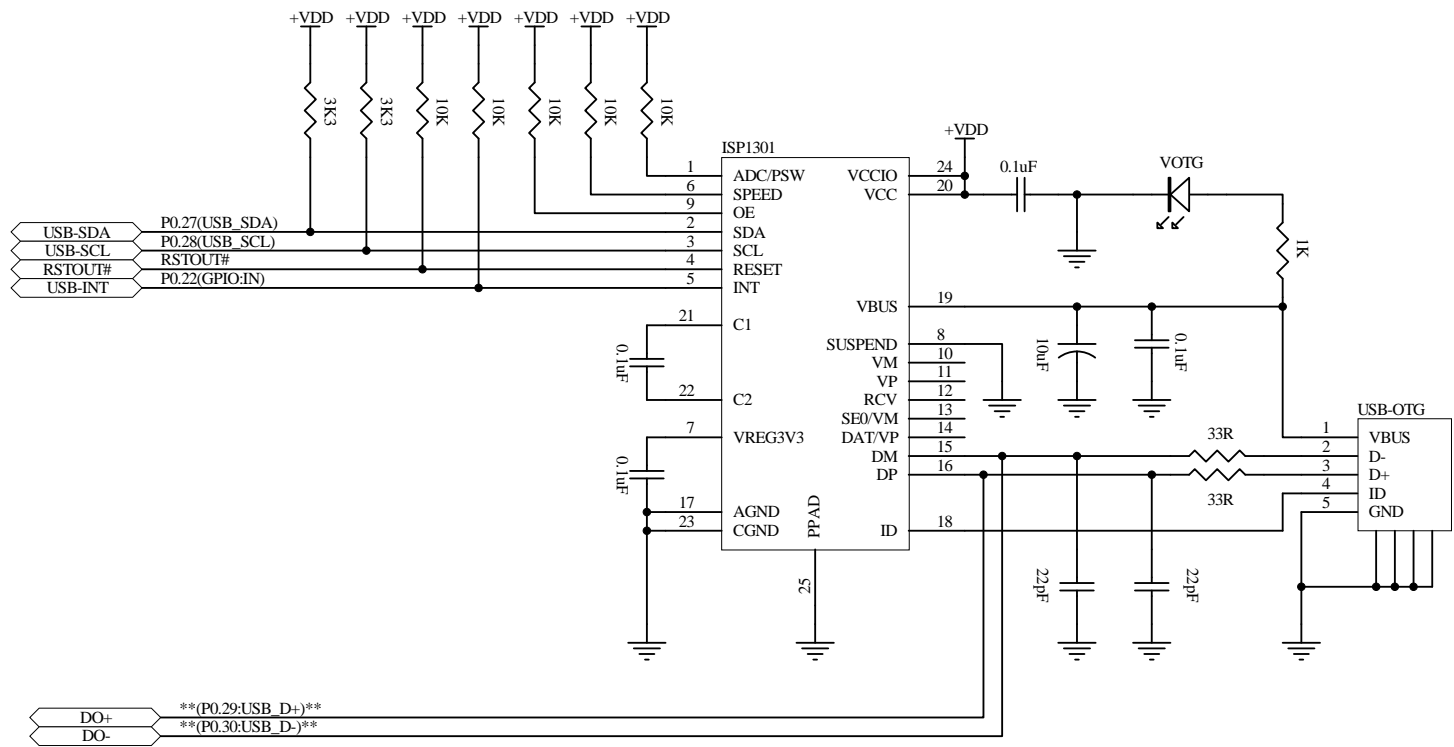 +VDD +VDD +VDD +VDD +VDD +VDD +VDD
3K3 3K3 10K 10K 10K 10K 10K
+VDD
ISP1301
1 ADC/PSW
6 SPEED
9 OE
USB-SDA P0.27(USB_SDA) 2 SDA
USB-SCL P0.28(USB_SCL) 3 SCL
RSTOUT# RSTOUT# 4 RESET
USB-INT P0.22(GPIO:IN) 5 INT
21 C1
0.1uF
22 C2
7 VREG3V3
0.1uF
17 AGND
23 CGND
PPAD
25
VCCIO 24
VCC 20
0.1uF
VOTG
1K
VBUS 19
SUSPEND 8
VM 10
VP 11
RCV 12
SE0/VM 13
DAT/VP 14
DM 15
DP 16
ID 18
10uF
0.1uF
33R
33R
22pF
22pF
USB-OTG
1 VBUS
2 D-
3 D+
4 ID
5 GND
DO+ **(P0.29:USB_D+)**
DO- **(P0.30:USB_D-)**